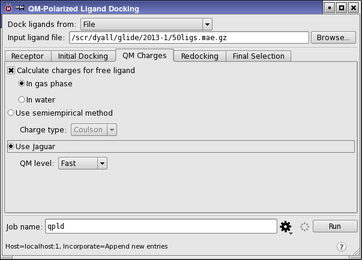 QM-Polarized Ligand Docking
Dock ligands from: File
Input ligand file: /scr/dyall/glide/2013-1/50ligs.mae.gz Browse...
Receptor Initial Docking QM Charges Redocking Final Selection
Calculate charges for free ligand
In gas phase
In water
Use semiempirical method
Charge type: Coulson
Use Jaguar
QM level: Fast
Job name: qpld Run
Host=localhost:1, Incorporate=Append new entries ?